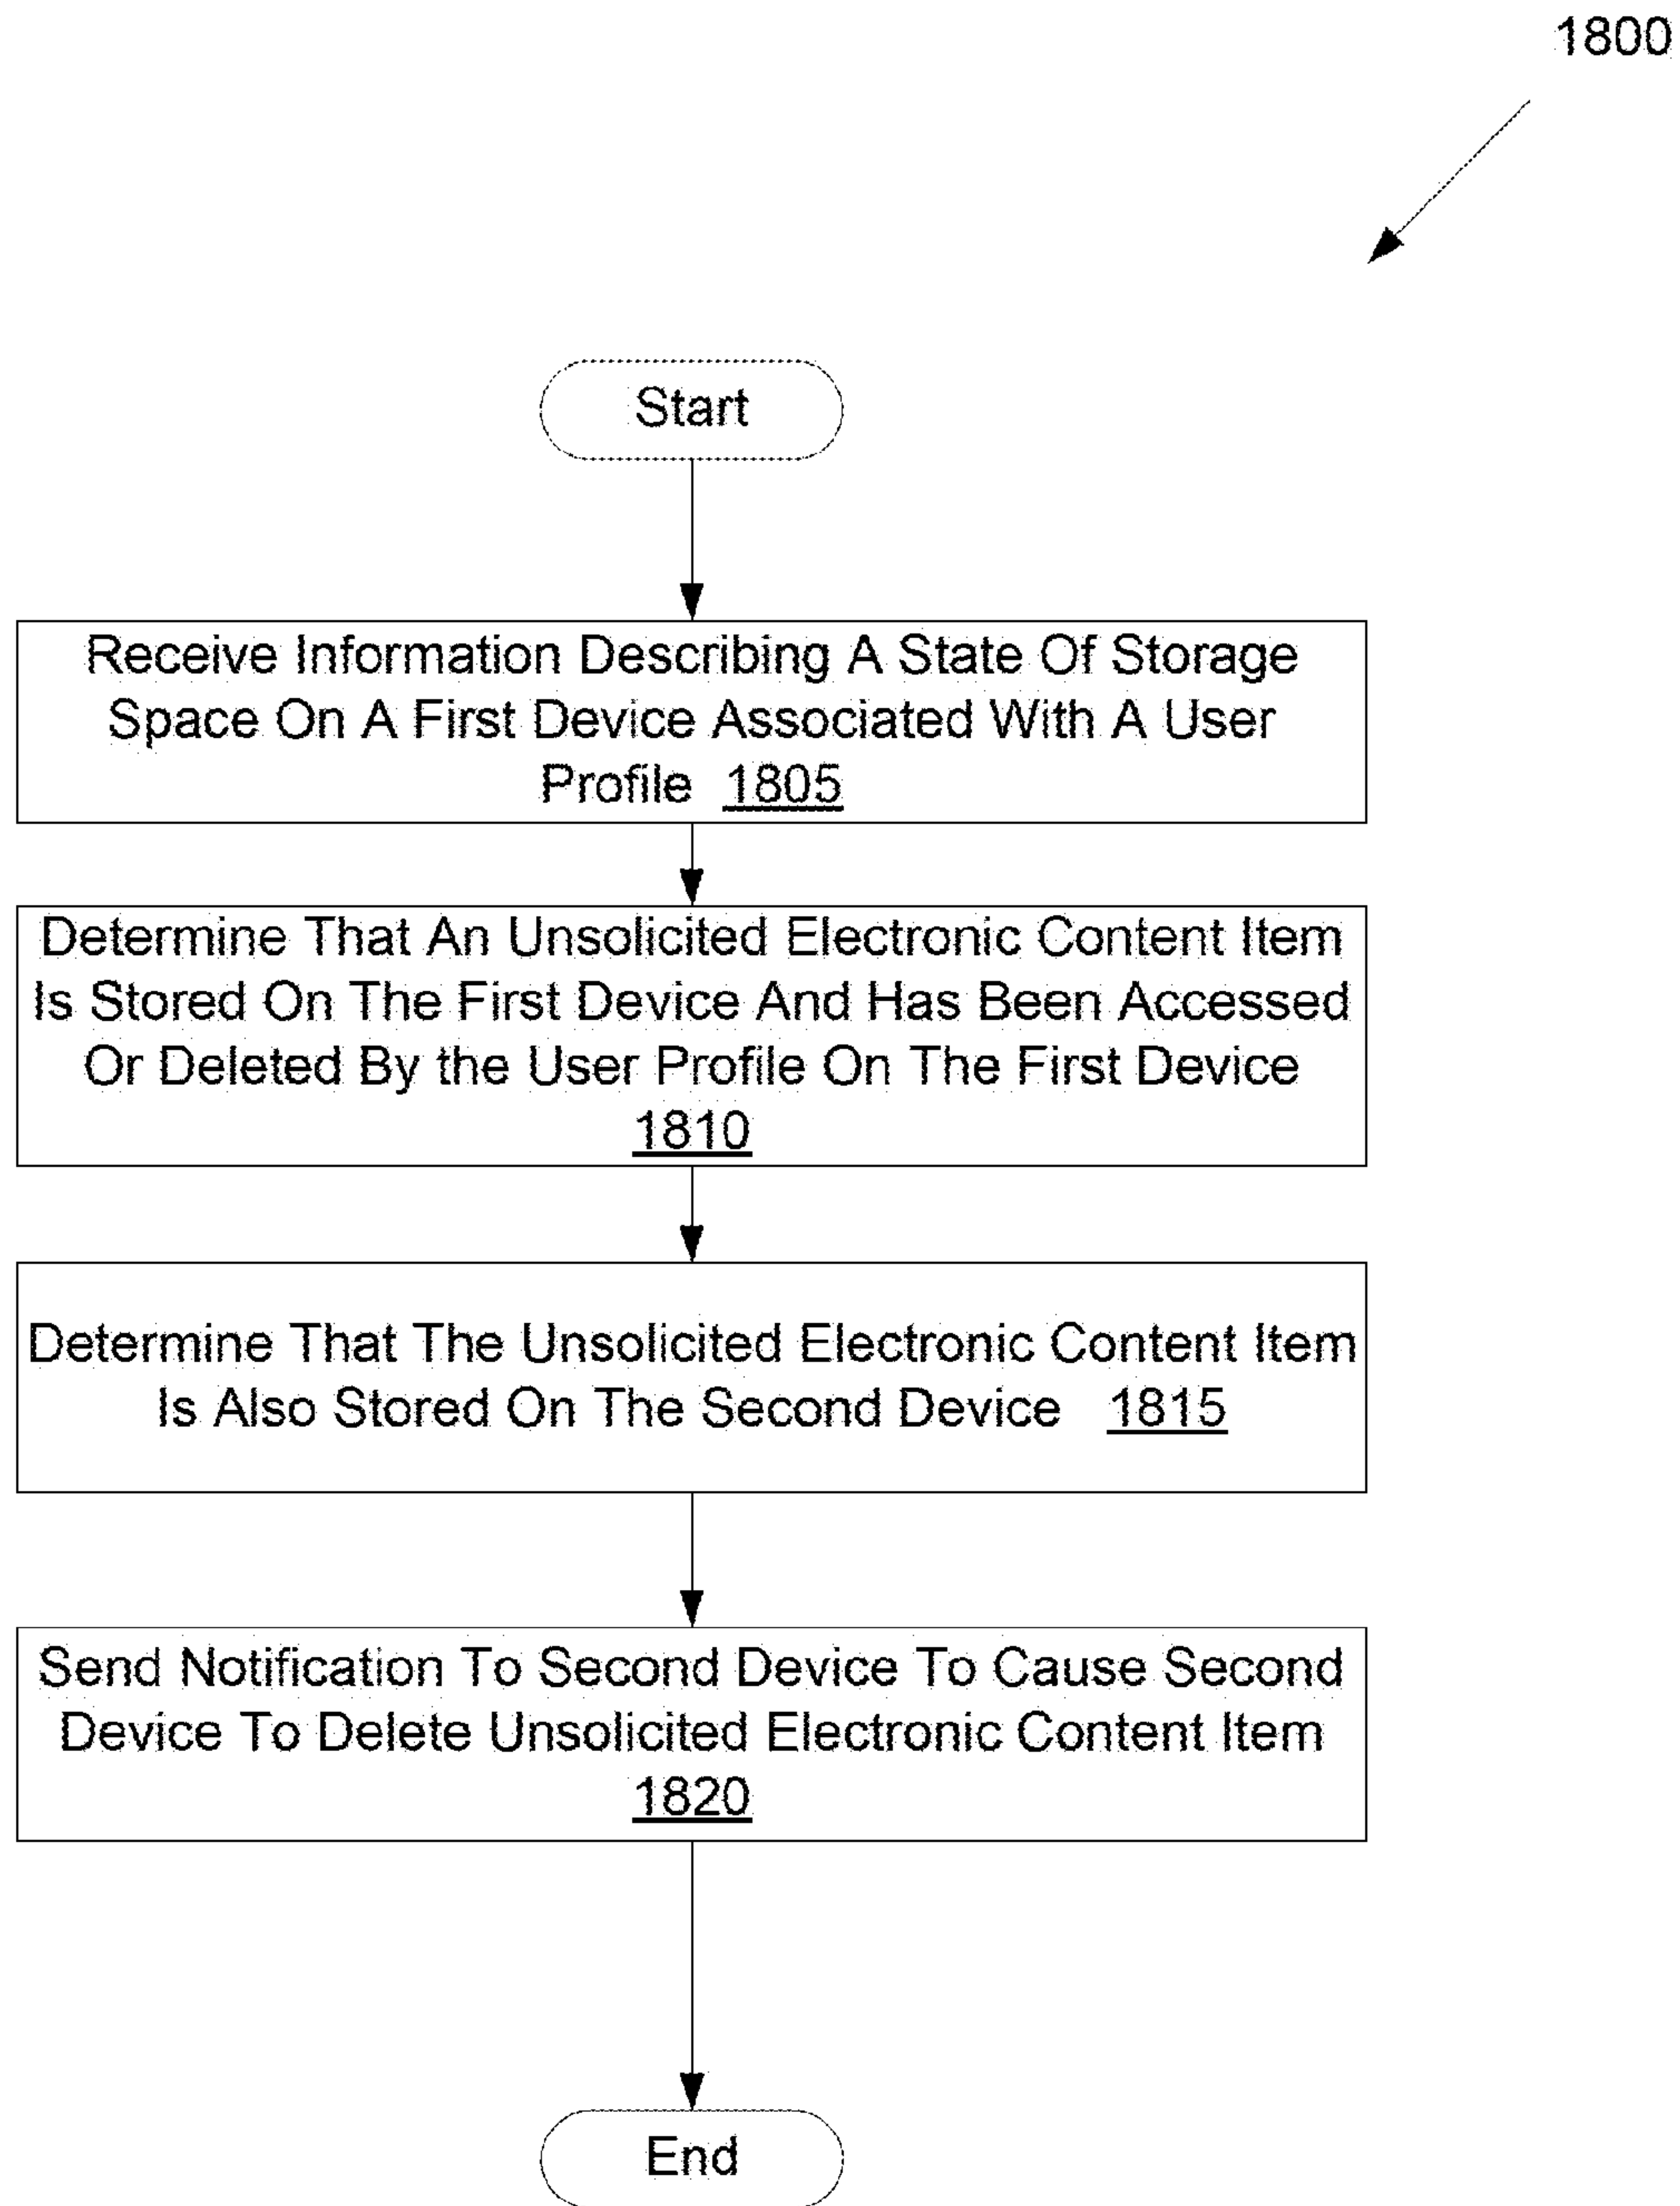 1800
Start
Receive Information Describing A State Of Storage
Space On A First Device Associated With A User
Profile 1805
Determine That An Unsolicited Electronic Content Item
Is Stored On The First Device And Has Been Accessed
Or Deleted By the User Profile On The First Device
1810
Determine That The Unsolicited Electronic Content Item
Is Also Stored On The Second Device 1815
Send Notification To Second Device To Cause Second
Device To Delete Unsolicited Electronic Content Item
1820
End